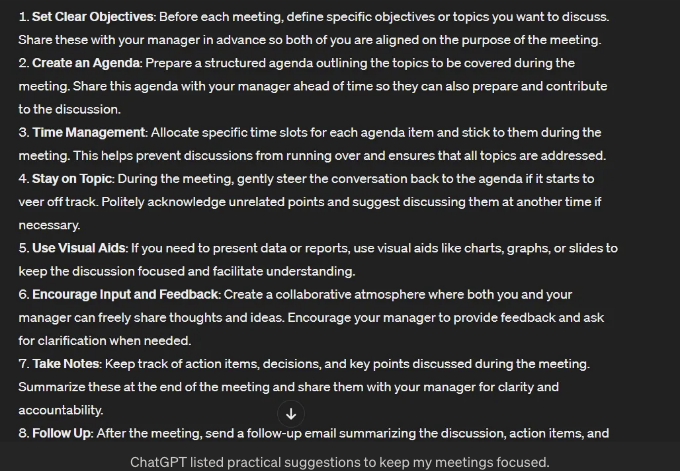 1. Set Clear Objectives: Before each meeting, define specific objectives or topics you want to discuss.
Share these with your manager in advance so both of you are aligned on the purpose of the meeting.
2. Create an Agenda: Prepare a structured agenda outlining the topics to be covered during the
meeting. Share this agenda with your manager ahead of time so they can also prepare and contribute
to the discussion.
3. Time Management: Allocate specific time slots for each agenda item and stick to them during the
meeting. This helps prevent discussions from running over and ensures that all topics are addressed.
4. Stay on Topic: During the meeting, gently steer the conversation back to the agenda if it starts to
veer off track. Politely acknowledge unrelated points and suggest discussing them at another time if
necessary.
5. Use Visual Aids: If you need to present data or reports, use visual aids like charts, graphs, or slides to
keep the discussion focused and facilitate understanding.
6. Encourage Input and Feedback: Create a collaborative atmosphere where both you and your
manager can freely share thoughts and ideas. Encourage your manager to provide feedback and ask
for clarification when needed.
7. Take Notes: Keep track of action items, decisions, and key points discussed during the meeting.
Summarize these at the end of the meeting and share them with your manager for clarity and
accountability.
8. Follow Up: After the meeting, send a follow-up email summarizing the discussion, action items, and
ChatGPT listed practical suggestions to keep my meetings focused.